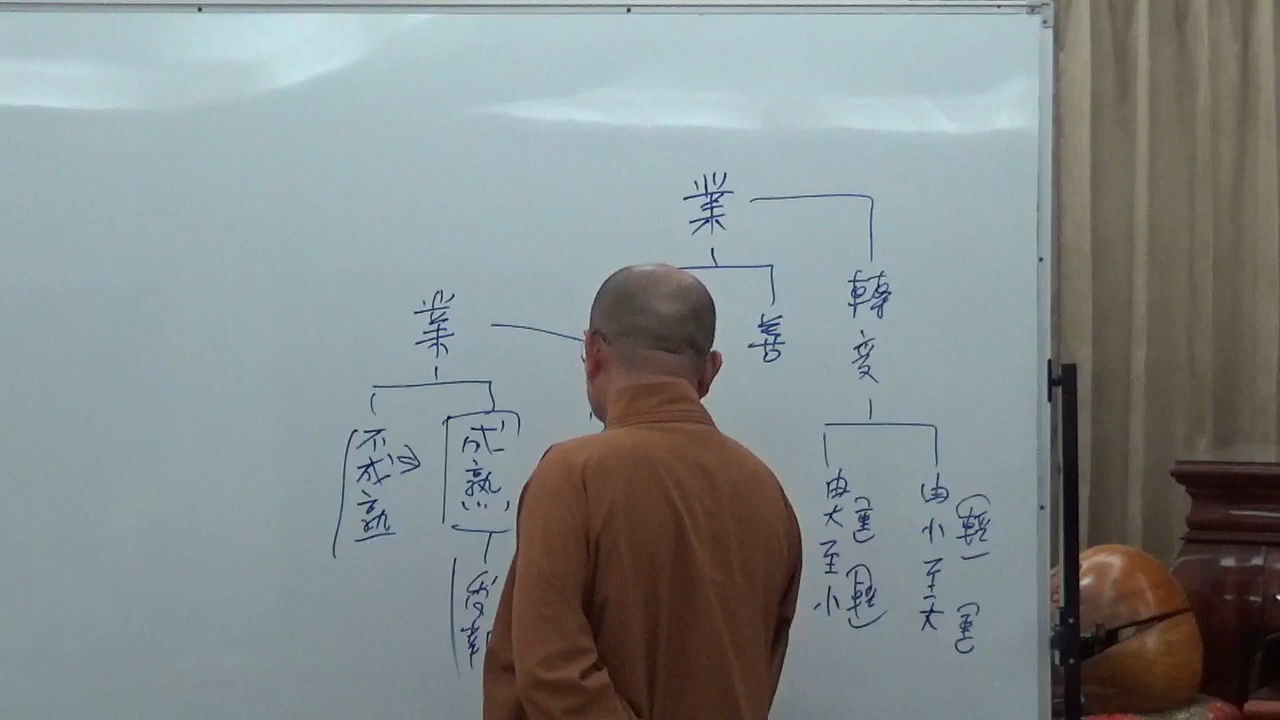 業
轉變
善
由小至大
(輕)
(重)
由大至小
(重)
(輕)
業
成熟
不成熟